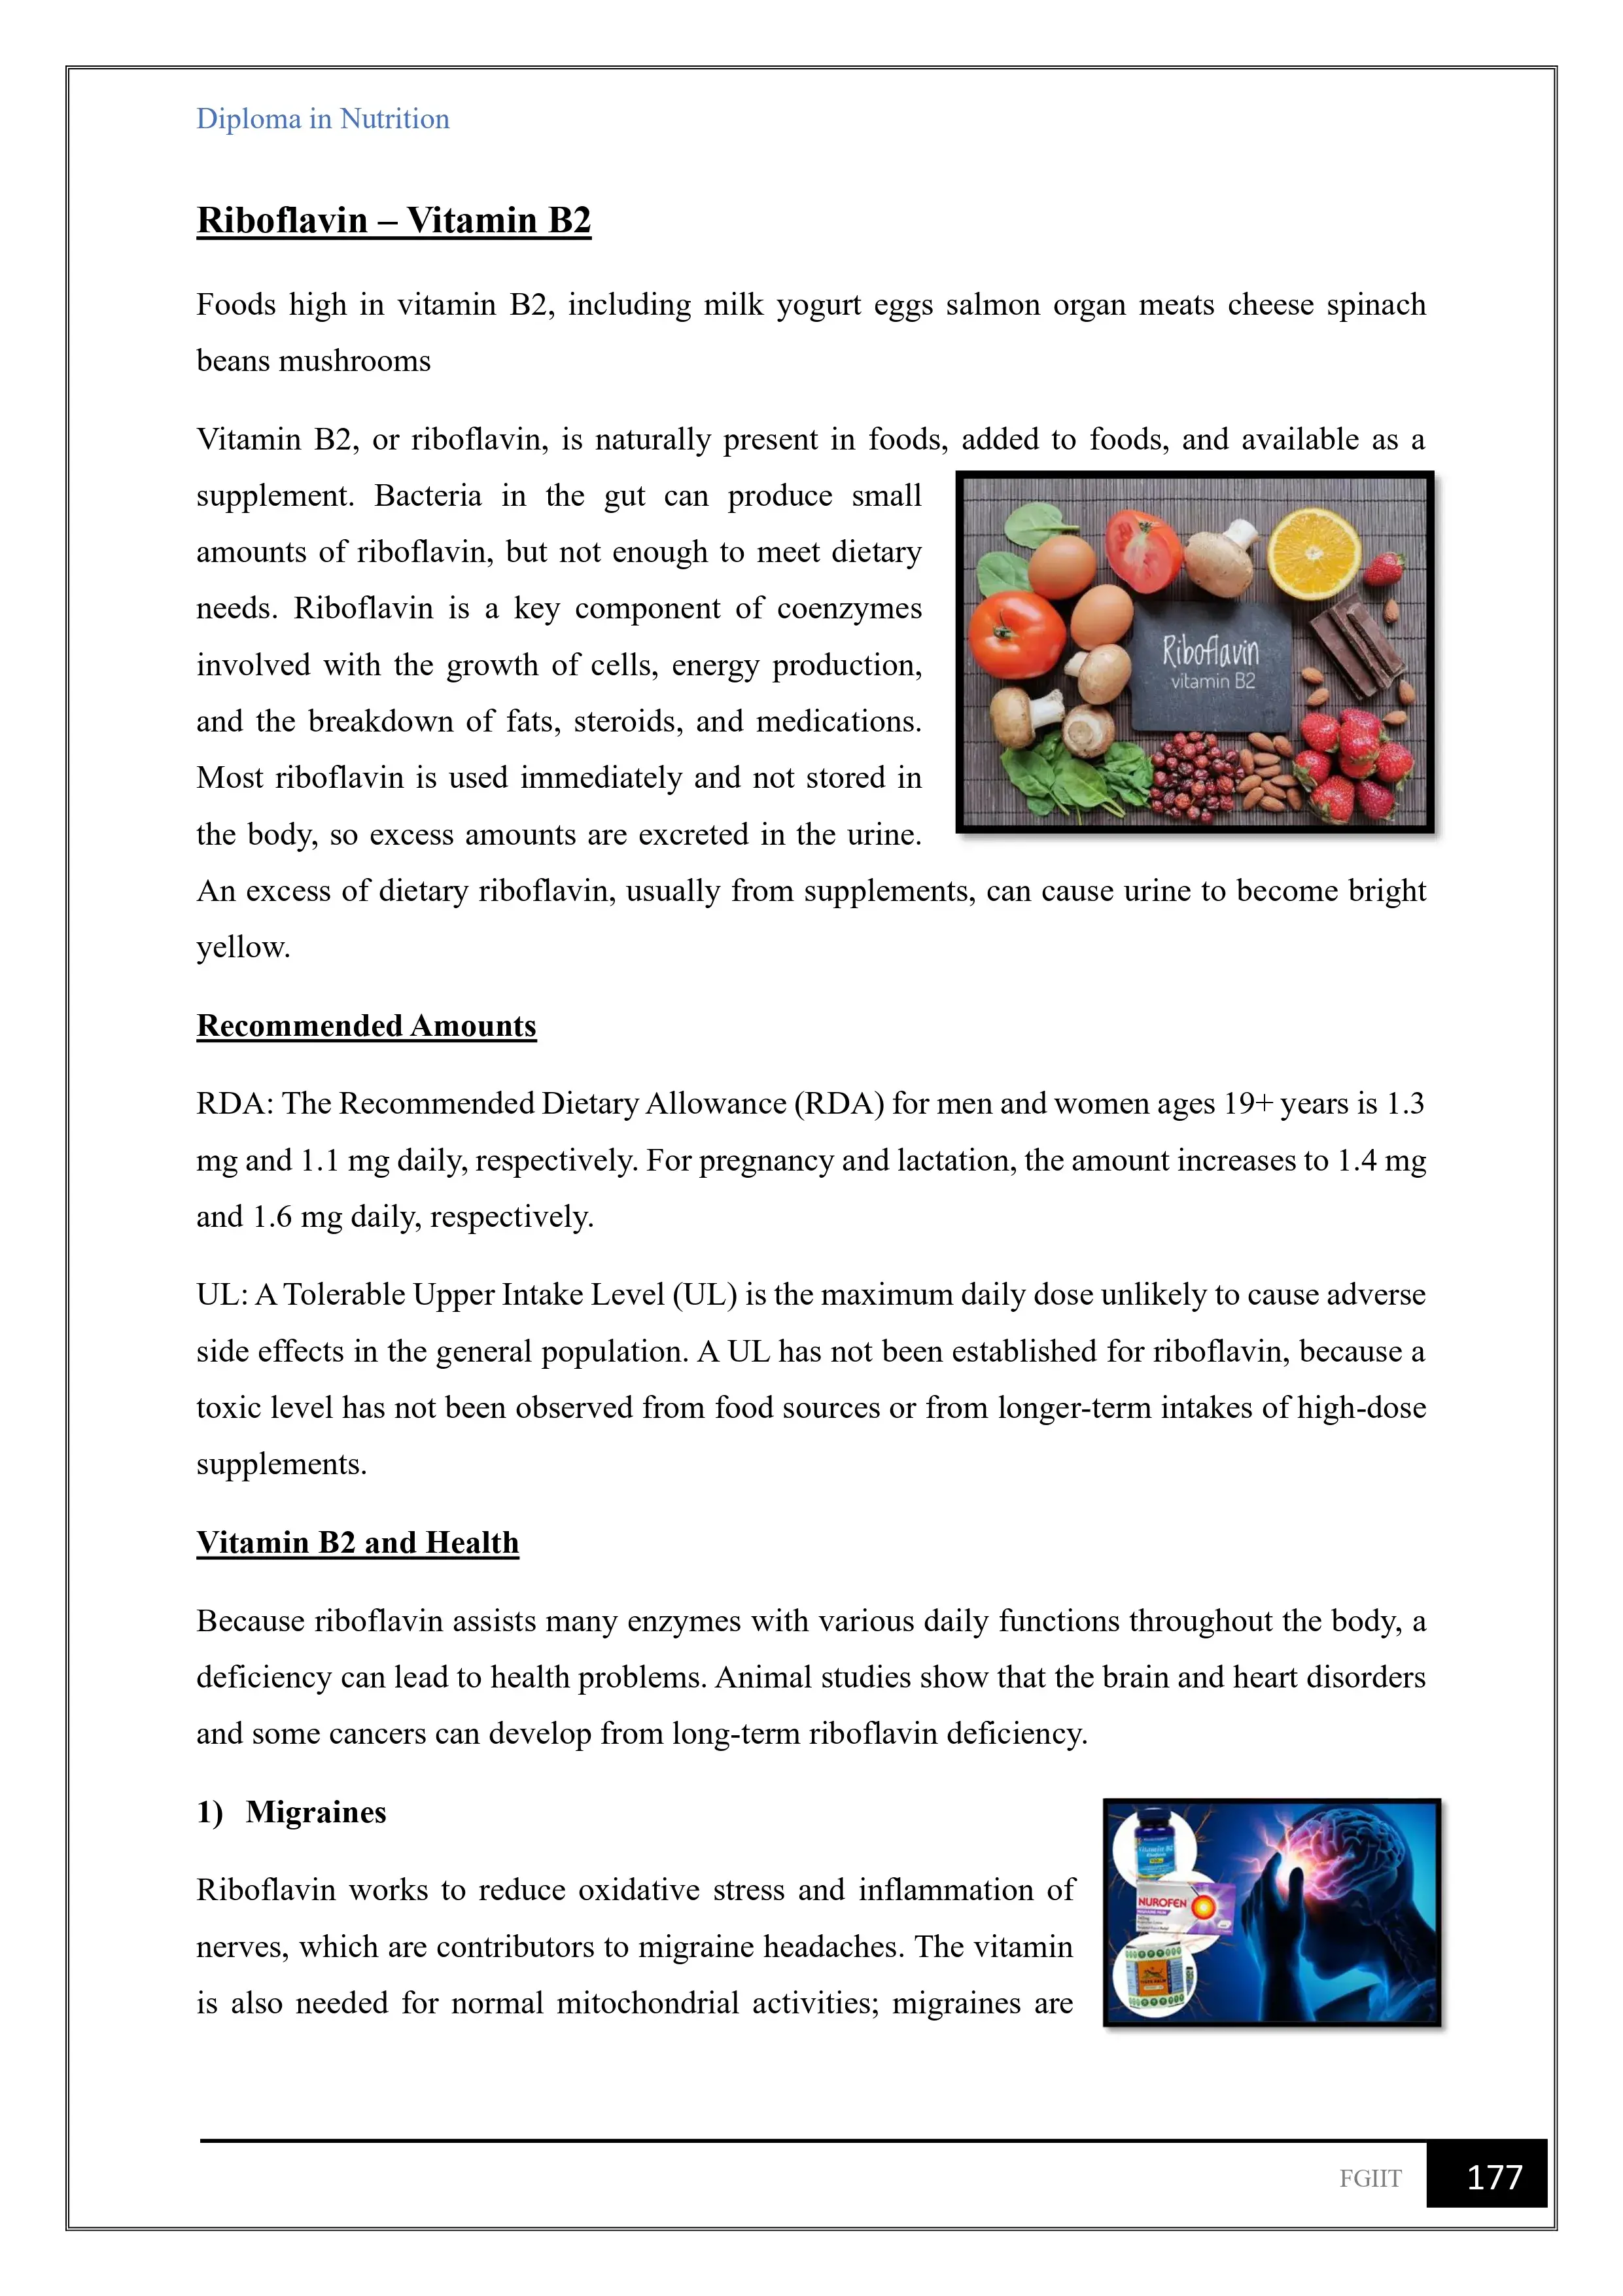 Diploma in Nutrition
Riboflavin – Vitamin B2
Foods high in vitamin B2, including milk yogurt eggs salmon organ meats cheese spinach
beans mushrooms
Vitamin B2, or riboflavin, is naturally present in foods, added to foods, and available as a
supplement. Bacteria in the gut can produce small
amounts of riboflavin, but not enough to meet dietary
needs. Riboflavin is a key component of coenzymes
involved with the growth of cells, energy production,
and the breakdown of fats, steroids, and medications.
Most riboflavin is used immediately and not stored in
the body, so excess amounts are excreted in the urine.
Riboflavin
vitamin B2
An excess of dietary riboflavin, usually from supplements, can cause urine to become bright
yellow.
Recommended Amounts
RDA: The Recommended Dietary Allowance (RDA) for men and women ages 19+ years is 1.3
mg and 1.1 mg daily, respectively. For pregnancy and lactation, the amount increases to 1.4 mg
and 1.6 mg daily, respectively.
UL: A Tolerable Upper Intake Level (UL) is the maximum daily dose unlikely to cause adverse
side effects in the general population. A UL has not been established for riboflavin, because a
toxic level has not been observed from food sources or from longer-term intakes of high-dose
supplements.
Vitamin B2 and Health
Because riboflavin assists many enzymes with various daily functions throughout the body, a
deficiency can lead to health problems. Animal studies show that the brain and heart disorders
and some cancers can develop from long-term riboflavin deficiency.
1) Migraines
Riboflavin works to reduce oxidative stress and inflammation of
nerves, which are contributors to migraine headaches. The vitamin
is also needed for normal mitochondrial activities; migraines are
Vitamin B2
NUROFEN
FGIIT
177